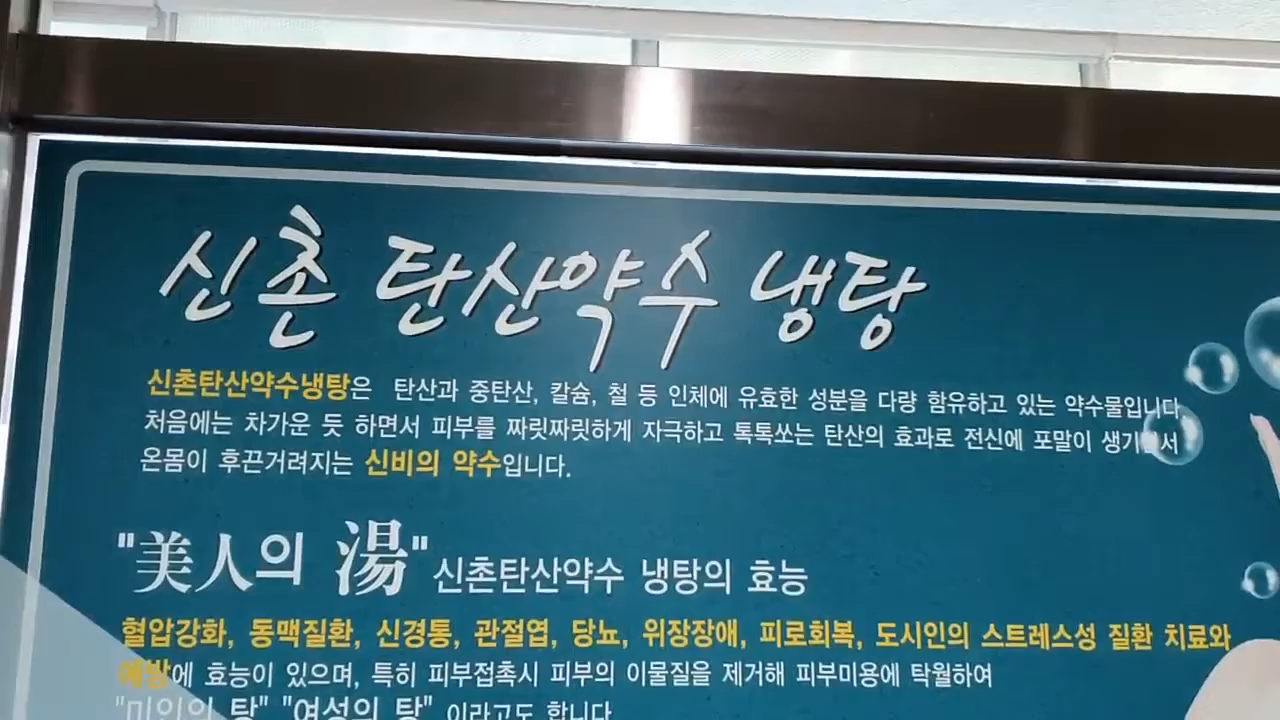 신촌 탄산약수 냉탕
신촌탄산약수냉탕은 탄산과 중탄산, 칼슘, 철 등 인체에 유효한 성분을 다량 함유하고 있는 약수물입니다.
처음에는 차가운 듯 하면서 피부를 짜릿짜릿하게 자극하고 톡톡쏘는 탄산의 효과로 전신에 포말이 생기면서
온몸이 후끈거려지는 신비의 약수입니다.
"美人의 湯" 신촌탄산약수 냉탕의 효능
혈압강화, 동맥질환, 신경통, 관절염, 당뇨, 위장장애, 피로회복, 도시인의 스트레스성 질환 치료와
예방에 효능이 있으며, 특히 피부접촉시 피부의 이물질을 제거해 피부미용에 탁월하여
"미인의 탕" "여성의 탕" 이라고도 합니다